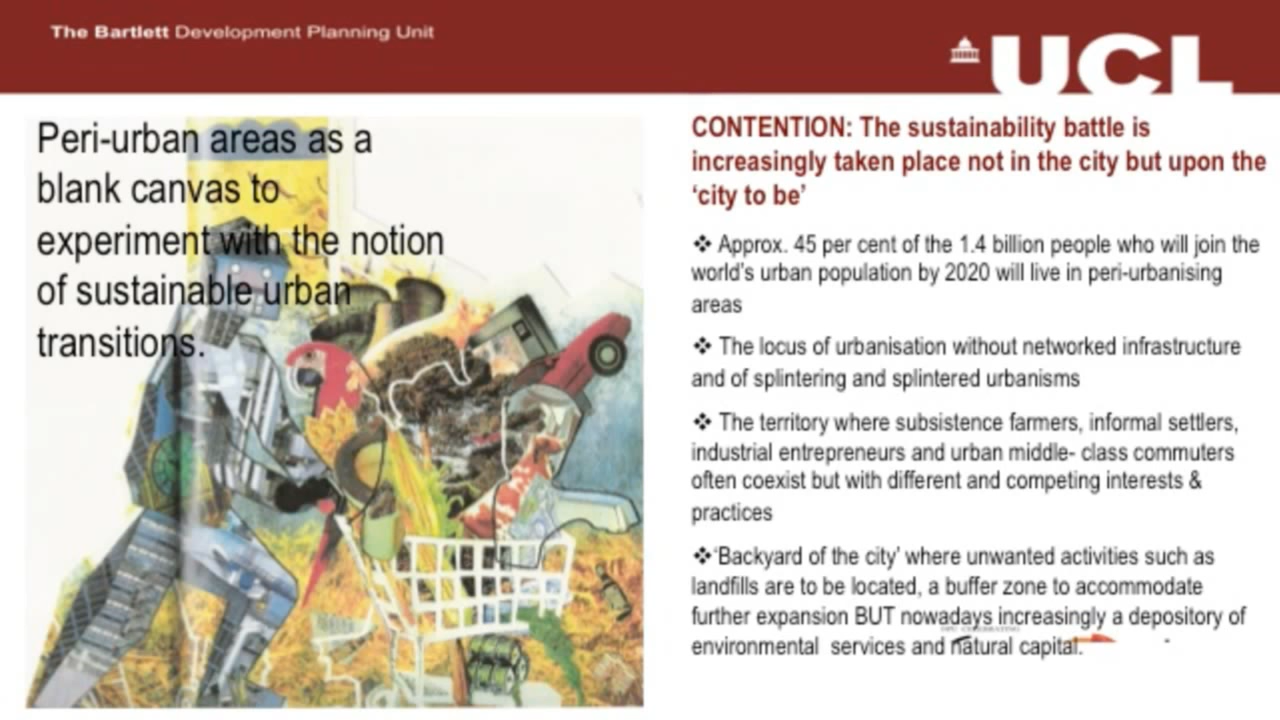 The Bartlett Development Planning Unit
UCL
Peri-urban areas as a
blank canvas to
experiment with the notion
of sustainable urban
transitions.
CONTENTION: The sustainability battle is
increasingly taken place not in the city but upon the
‘city to be’
❖ Approx. 45 per cent of the 1.4 billion people who will join the
world’s urban population by 2020 will live in peri-urbanising
areas
❖ The locus of urbanisation without networked infrastructure
and of splintering and splintered urbanisms
❖ The territory where subsistence farmers, informal settlers,
industrial entrepreneurs and urban middle- class commuters
often coexist but with different and competing interests &
practices
❖‘Backyard of the city’ where unwanted activities such as
landfills are to be located, a buffer zone to accommodate
further expansion BUT nowadays increasingly a depository of
environmental services and natural capital.